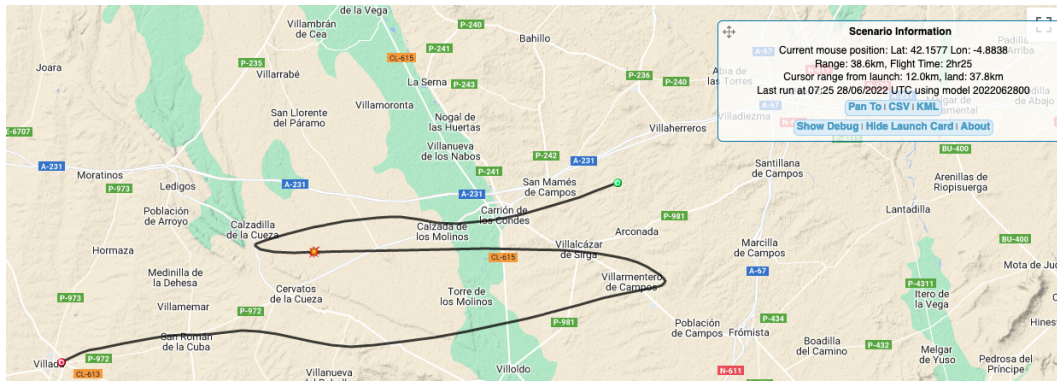 de la Vega
Villambrán
de Cea
P-240
Bahillo
P-241
CL-615
Joara
P-235
Villarrabé
La Serna
P-243
P-236
P-240
Abia de
las Torres
A-67
Villamoronta
E-6707
San Llorente
del Páramo
Nogal de
las Huertas
Villaherreros
Villadiezma
Villanueva
de los Nabos
P-242
BU-400
A-231
Moratinos
P-973
Ledigos
A-231
P-241
A-231
San Mamés
de Campos
Santillana
de Campos
Arenillas de
Riopisuerga
Población
de Arroyo
Calzadilla
de la Cueza
Carrión de
los Condes
P-981
Lantadilla
Calzada de
los Molinos
Arconada
Hormaza
Villalcázar
de Sirga
Marcilla
de Campos
BU-400
CL-615
A-67
Mota de Juc
Medinilla de
la Dehesa
Cervatos
de la Cueza
Torre de
los Molinos
Villarmentero
de Campos
P-4311
Itero de
la Vega
P-973
Villamemar
P-972
P-981
Población
de Campos
P-434
Frómista
Hines
San Román
de la Cuba
Boadilla
del Camino
P-432
Melgar
de Yuso
Pedrosa del
Príncipe
Villada
P-972
CL-613
Villanueva
Villoldo
N-611
Scenario Information
Current mouse position: Lat: 42.1577 Lon: -4.8838
Range: 38.6km, Flight Time: 2hr25
Cursor range from launch: 12.0km, land: 37.8km
Last run at 07:25 28/06/2022 UTC using model 2022062800
Pan To | CSV | KML
Show Debug | Hide Launch Card | About